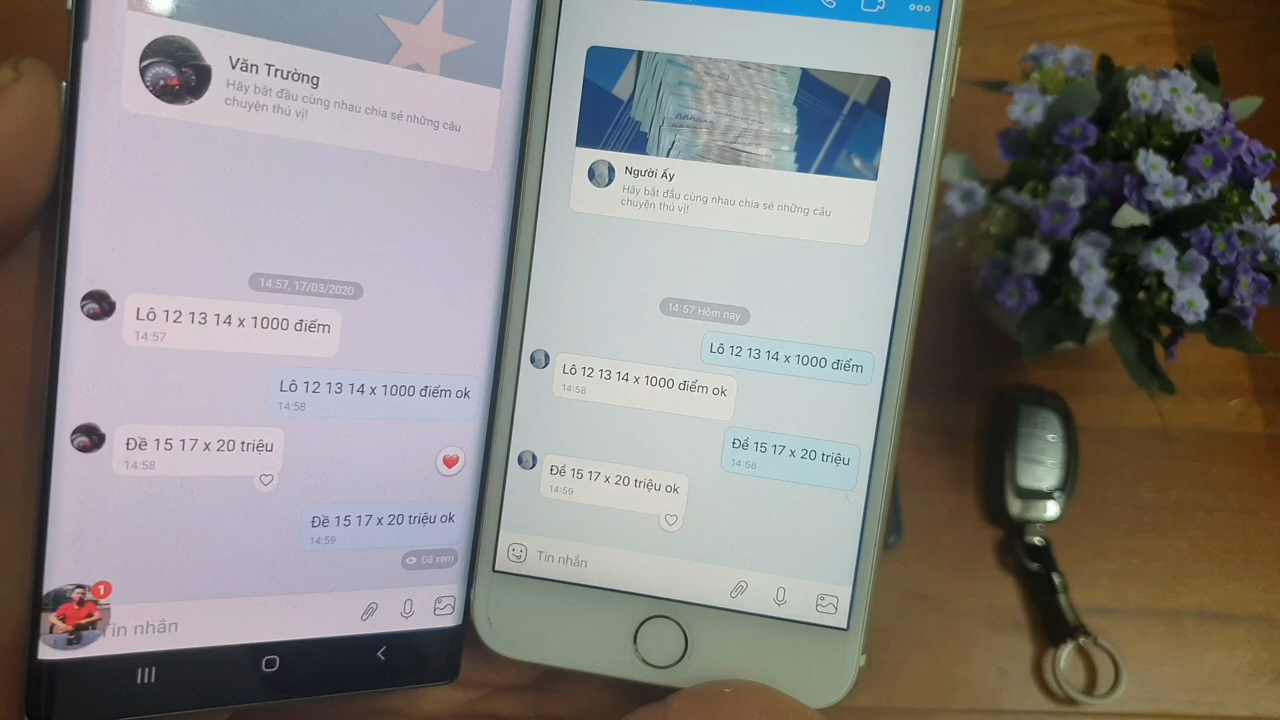 Văn Trường
Hãy bắt đầu cùng nhau chia sẻ những câu
chuyện thú vị!
14:57, 17/03/2020
Lô 12 13 14 x 1000 điểm
14:57
Lô 12 13 14 x 1000 điểm ok
14:58
Đề 15 17 x 20 triệu
14:58
Đề 15 17 x 20 triệu ok
14:59
Đã xem
1
Tin nhắn
Người Ấy
Hãy bắt đầu cùng nhau chia sẻ những câu
chuyện thú vị!
14:57 Hôm nay
Lô 12 13 14 x 1000 điểm
Lô 12 13 14 x 1000 điểm ok
14:58
Đề 15 17 x 20 triệu
14:58
Đề 15 17 x 20 triệu ok
14:59
Tin nhắn